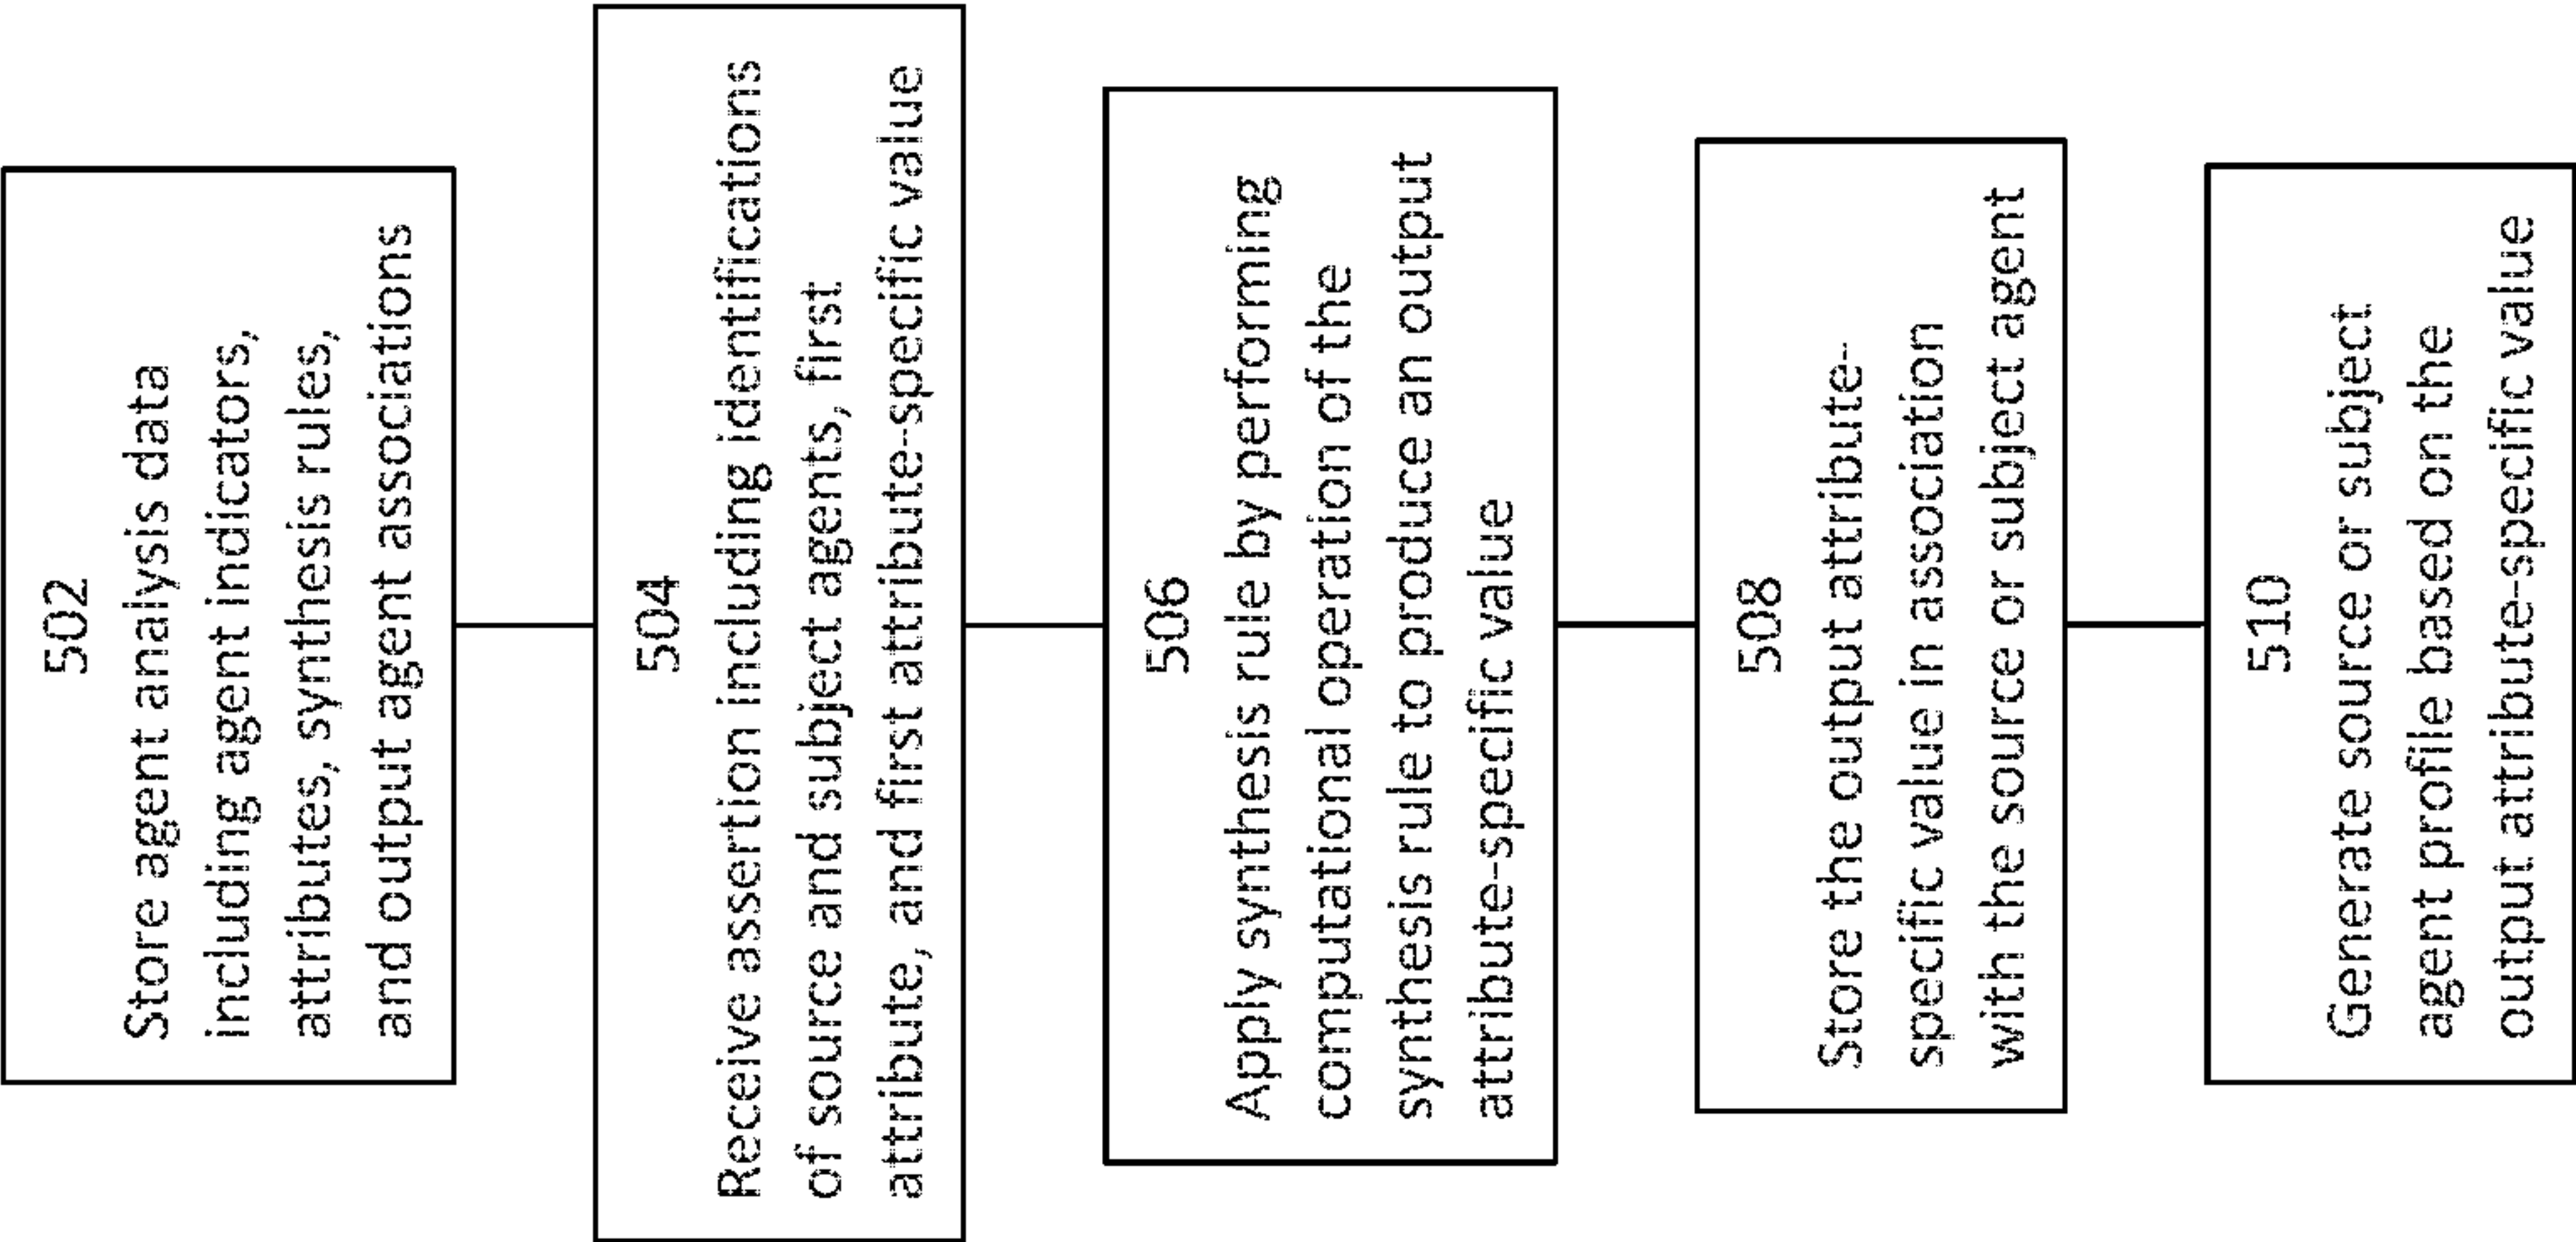 502
Store agent analysis data
including agent indicators,
attributes, synthesis rules,
and output agent associations
504
Receive assertion including identifications
of source and subject agents, first
attribute, and first attribute-specific value
506
Apply synthesis rule by performing
computational operation of the
synthesis rule to produce an output
attribute-specific value
508
Store the output attribute-
specific value in association
with the source or subject agent
510
Generate source or subject
agent profile based on the
output attribute-specific value